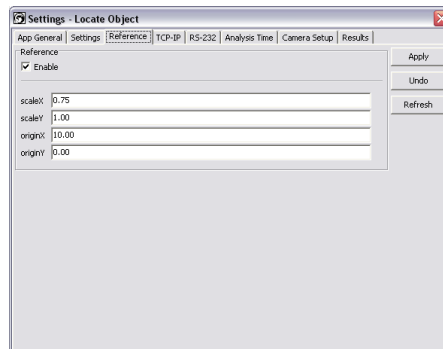 Settings - Locate Object
App General Settings Reference TCP-IP RS-232 Analysis Time Camera Setup Results
Reference
Enable
scaleX 0.75
scaleY 1.00
originX 10.00
originY 0.00
Apply
Undo
Refresh